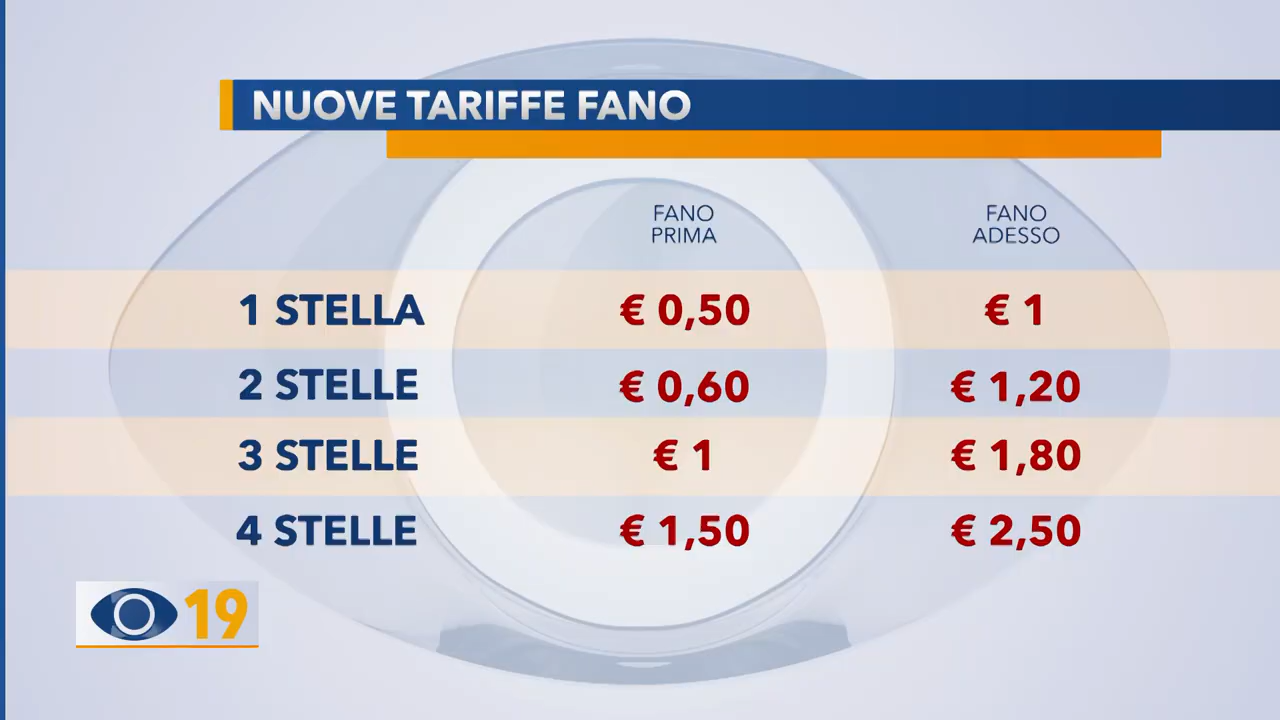 NUOVE TARIFFE FANO
FANO PRIMA
FANO ADESSO
1 STELLA € 0,50 € 1
2 STELLE € 0,60 € 1,20
3 STELLE € 1 € 1,80
4 STELLE € 1,50 € 2,50
19